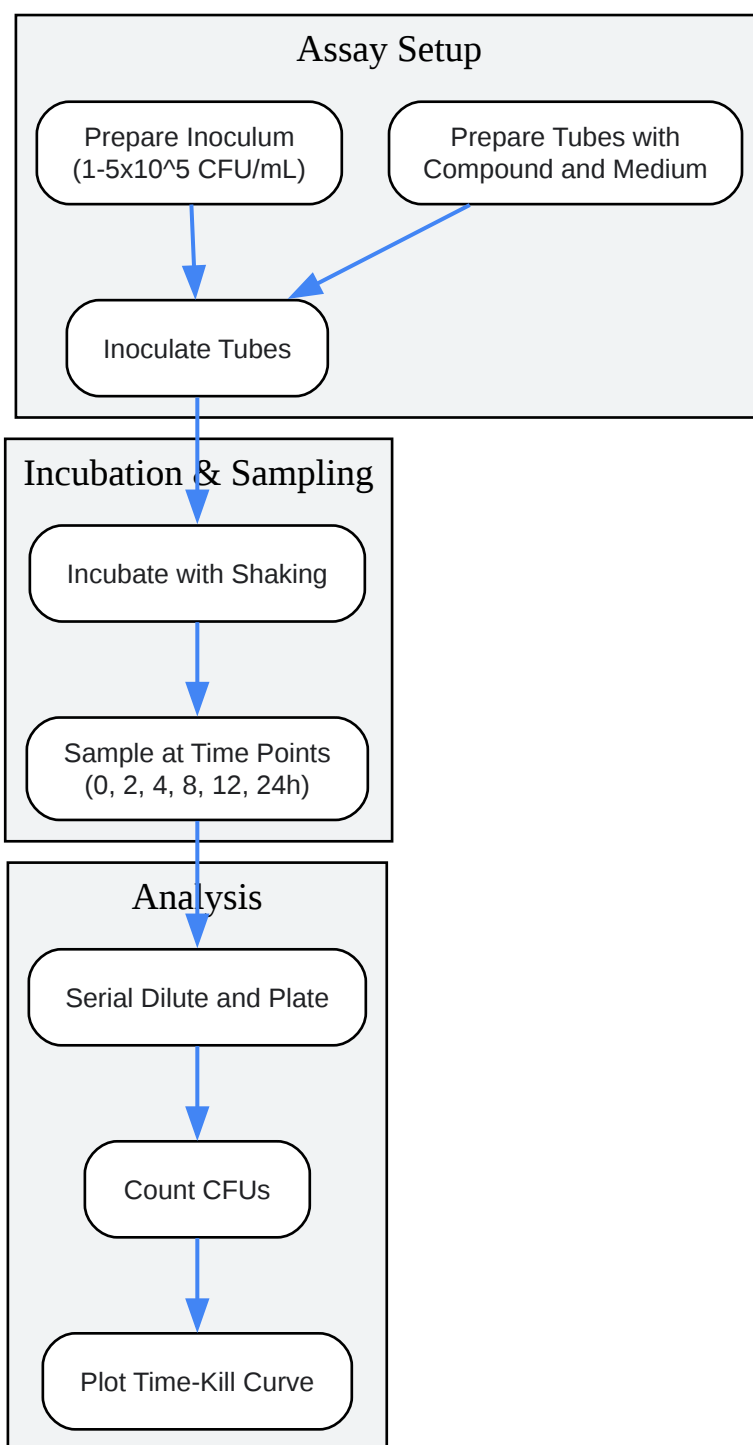 Assay Setup
Prepare Inoculum
(1-5x10^5 CFU/mL)
Prepare Tubes with
Compound and Medium
Inoculate Tubes
Incubation & Sampling
Incubate with Shaking
Sample at Time Points
(0, 2, 4, 8, 12, 24h)
Analysis
Serial Dilute and Plate
Count CFUs
Plot Time-Kill Curve